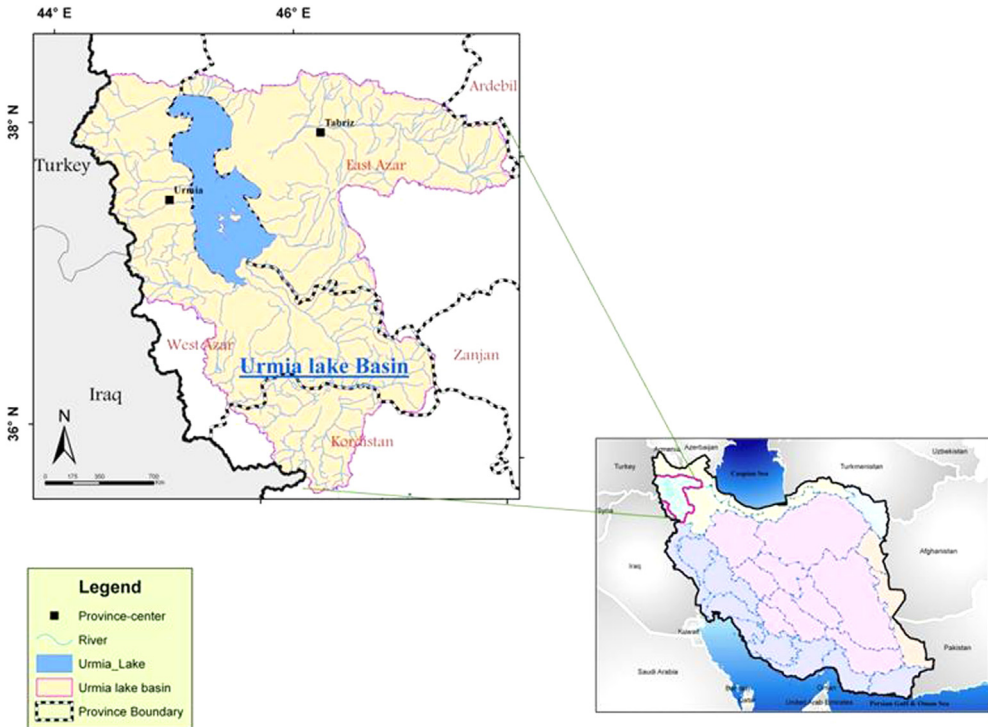 44° E
46° E
38° N
36° N
Ardebil
Tabriz
East Azar
Turkey
Urmia
West Azar
Urmia lake Basin
Zanjan
Iraq
Kordistan
N
0 175 350 700
Km
Legend
Province-center
River
Urmia_Lake
Urmia lake basin
Province Boundary
Armenia
Azerbaijan
Uzbekistan
Turkey
Caspian Sea
Turkmenistan
Syria
Afghanistan
Iraq
Kuwait
Pakistan
Saudi Arabia
Qatar
Oman
United Arab Emirates
Persian Gulf & Oman Sea